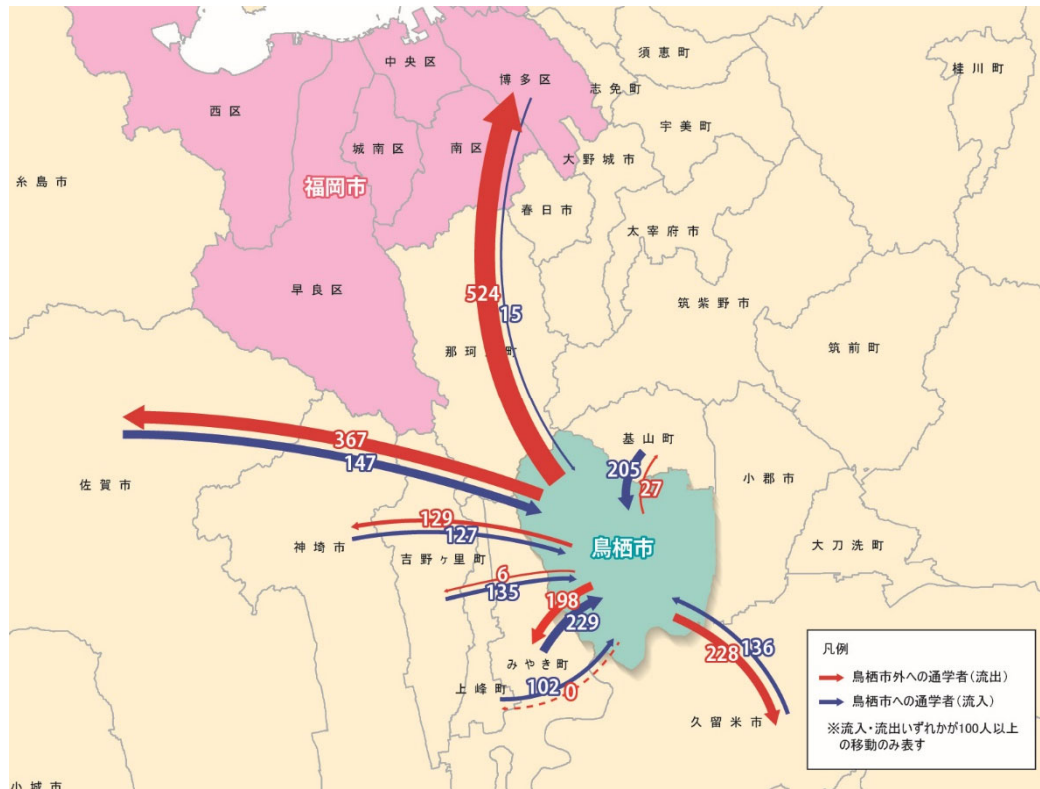 須恵町
桂川町
中央区
博多区
志免町
西区
宇美町
城南区
南区
大野城市
糸島市
福岡市
春日市
太宰府市
早良区
524
15
筑紫野市
那珂川町
筑前町
基山町
367
147
205
27
小郡市
佐賀市
129
127
神埼市
吉野ヶ里町
鳥栖市
大刀洗町
6
135
198
229
みやき町
228
136
上峰町
102
0
久留米市
小城市
凡例
鳥栖市外への通学者(流出)
鳥栖市への通学者(流入)
※流入・流出いずれかが100人以上
の移動のみ表す